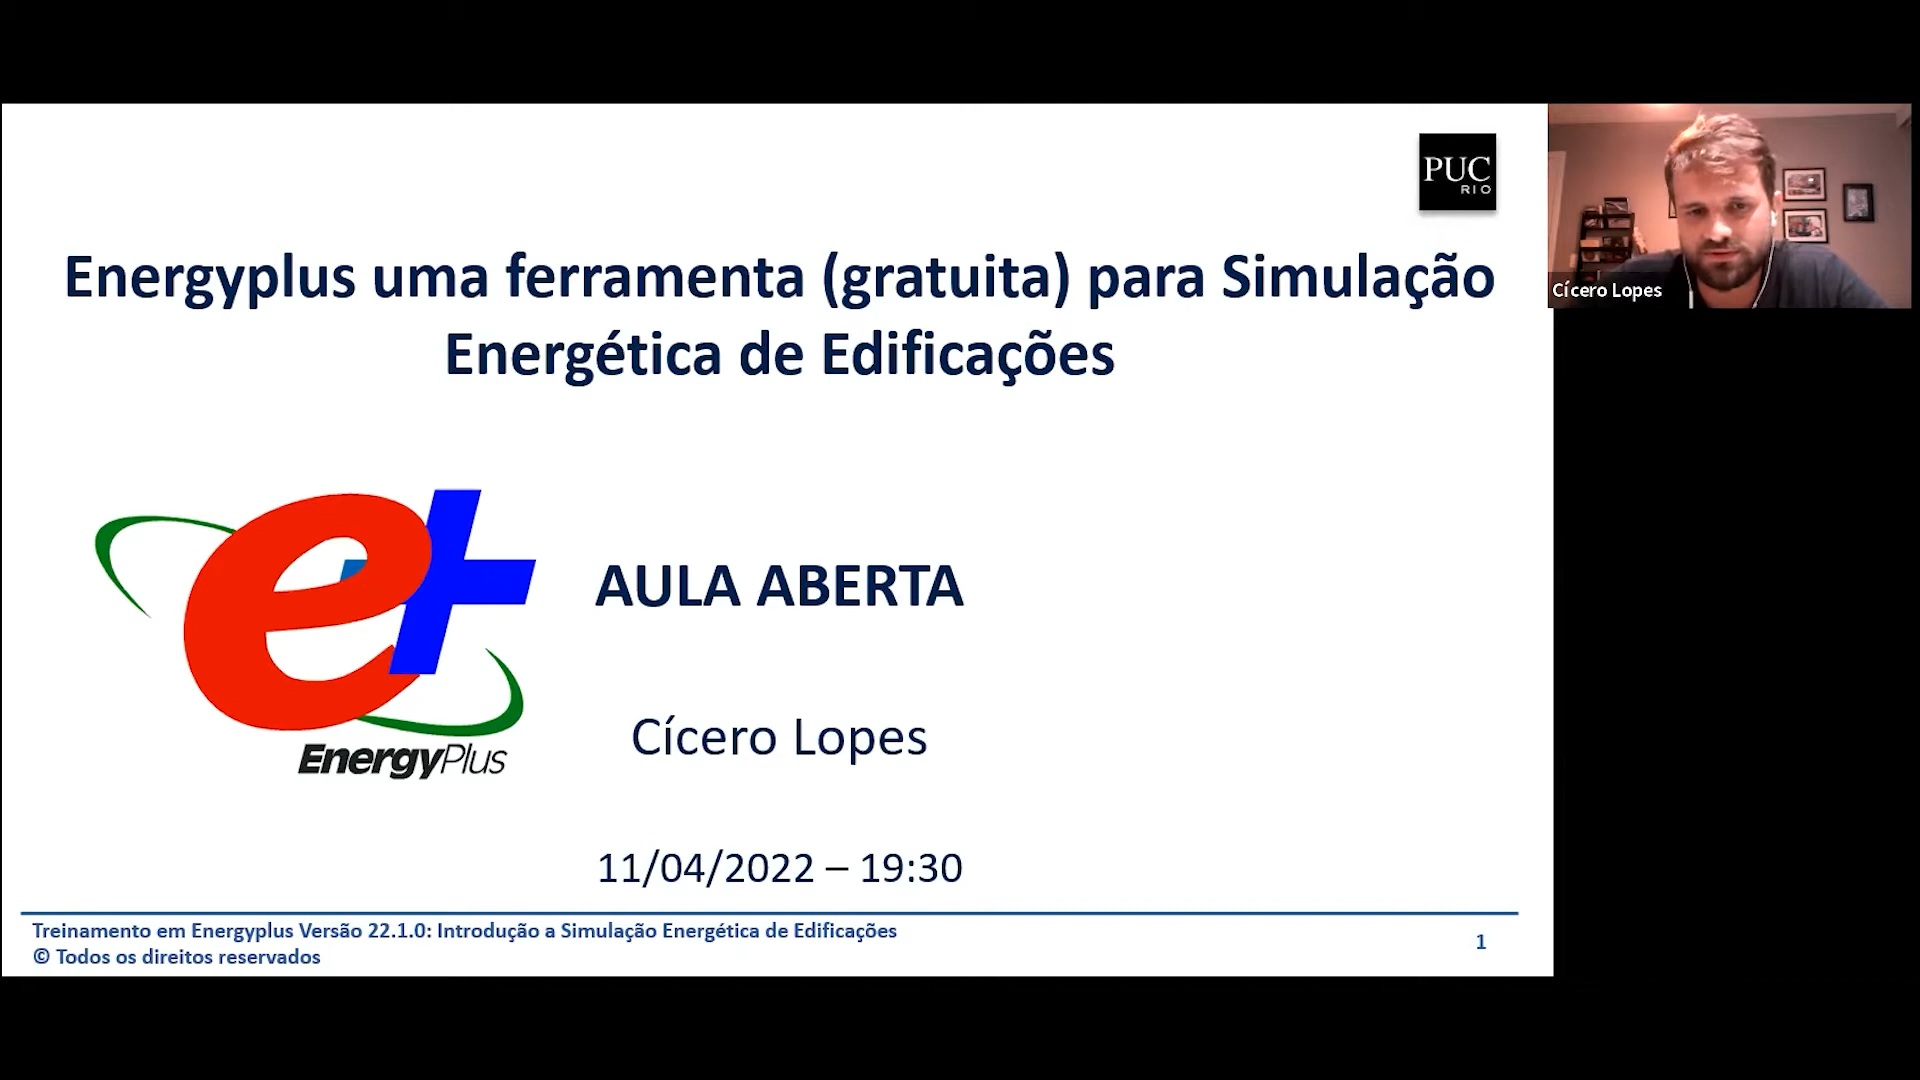 PUC
RIO
Energyplus uma ferramenta (gratuita) para Simulação
Energética de Edificações
e+
EnergyPlus
AULA ABERTA
Cícero Lopes
11/04/2022 – 19:30
Treinamento em Energyplus Versão 22.1.0: Introdução a Simulação Energética de Edificações
© Todos os direitos reservados
1
Cícero Lopes